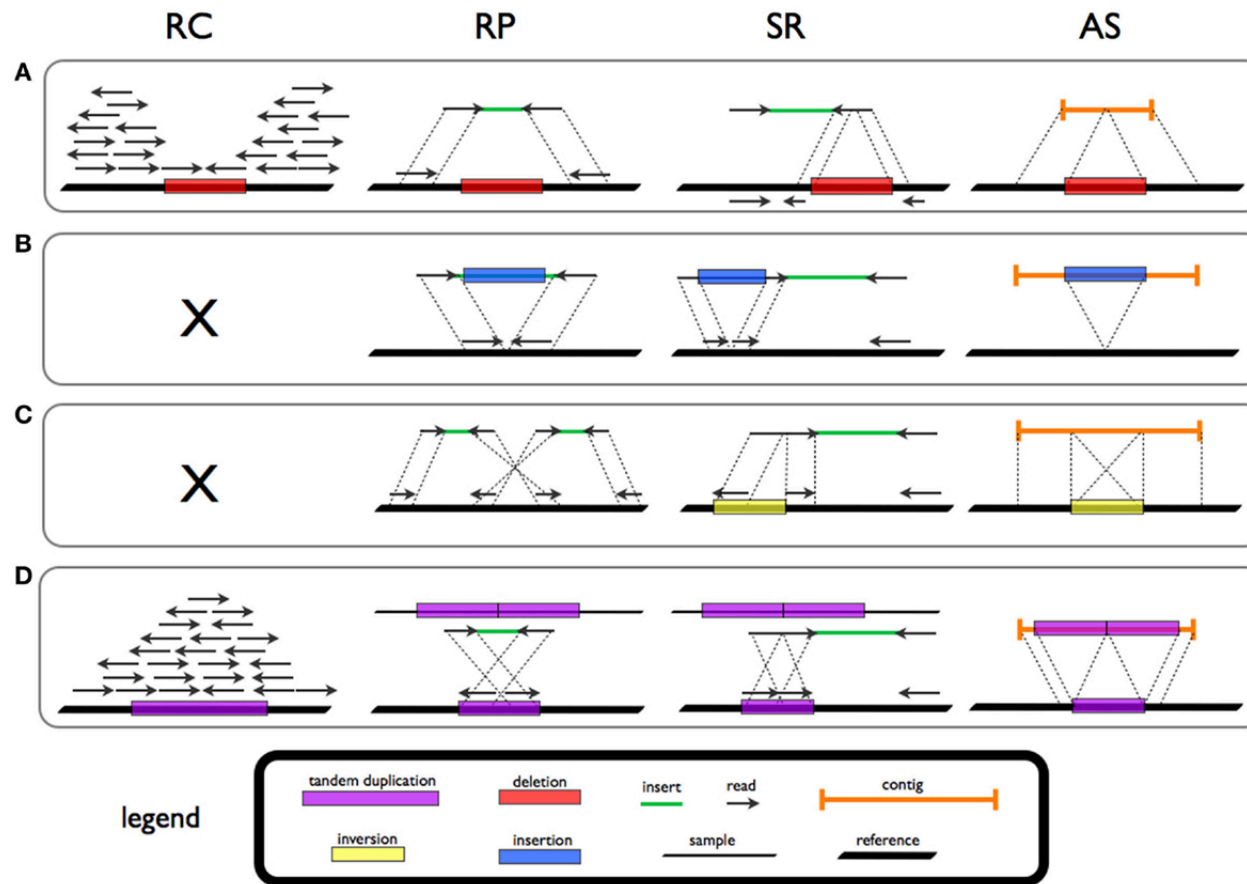 RC RP SR AS
A
B
X
C
X
D
legend
tandem duplication deletion insert read contig
inversion insertion sample reference